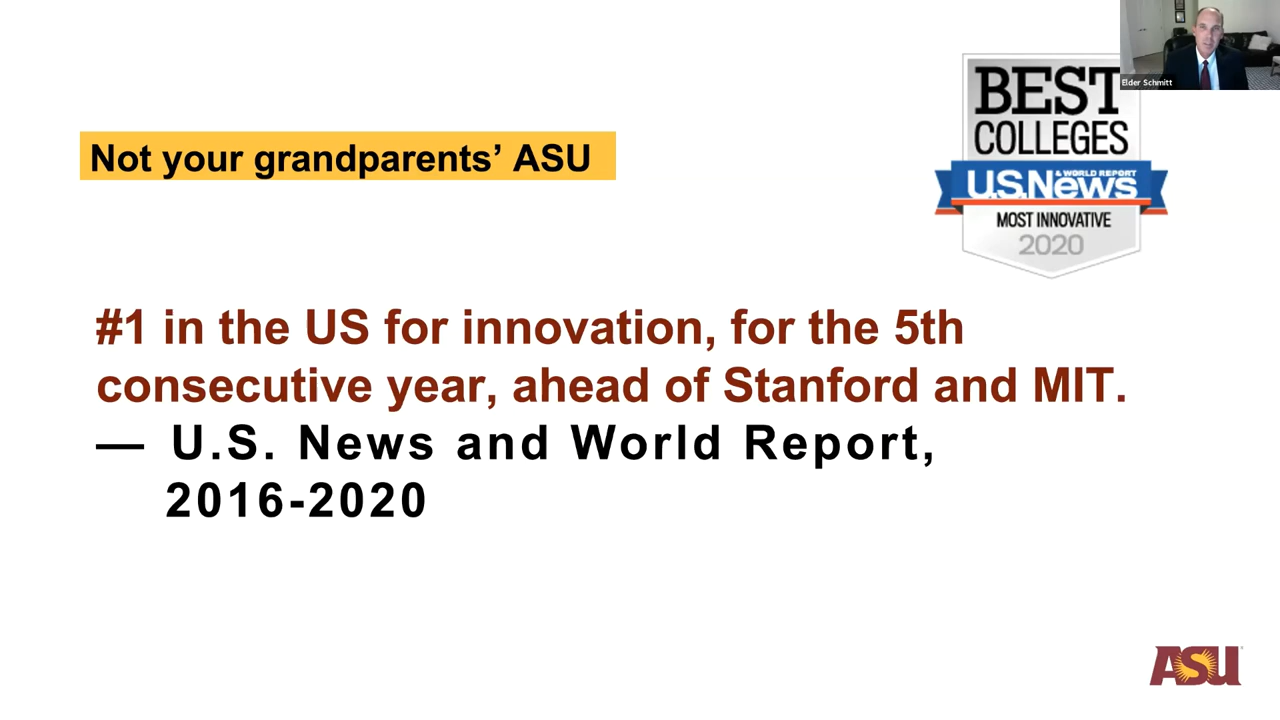 Elder Schmitt
BEST
COLLEGES
U.S.News & WORLD REPORT
MOST INNOVATIVE
2020
Not your grandparents’ ASU
#1 in the US for innovation, for the 5th
consecutive year, ahead of Stanford and MIT.
— U.S. News and World Report,
2016-2020
ASU